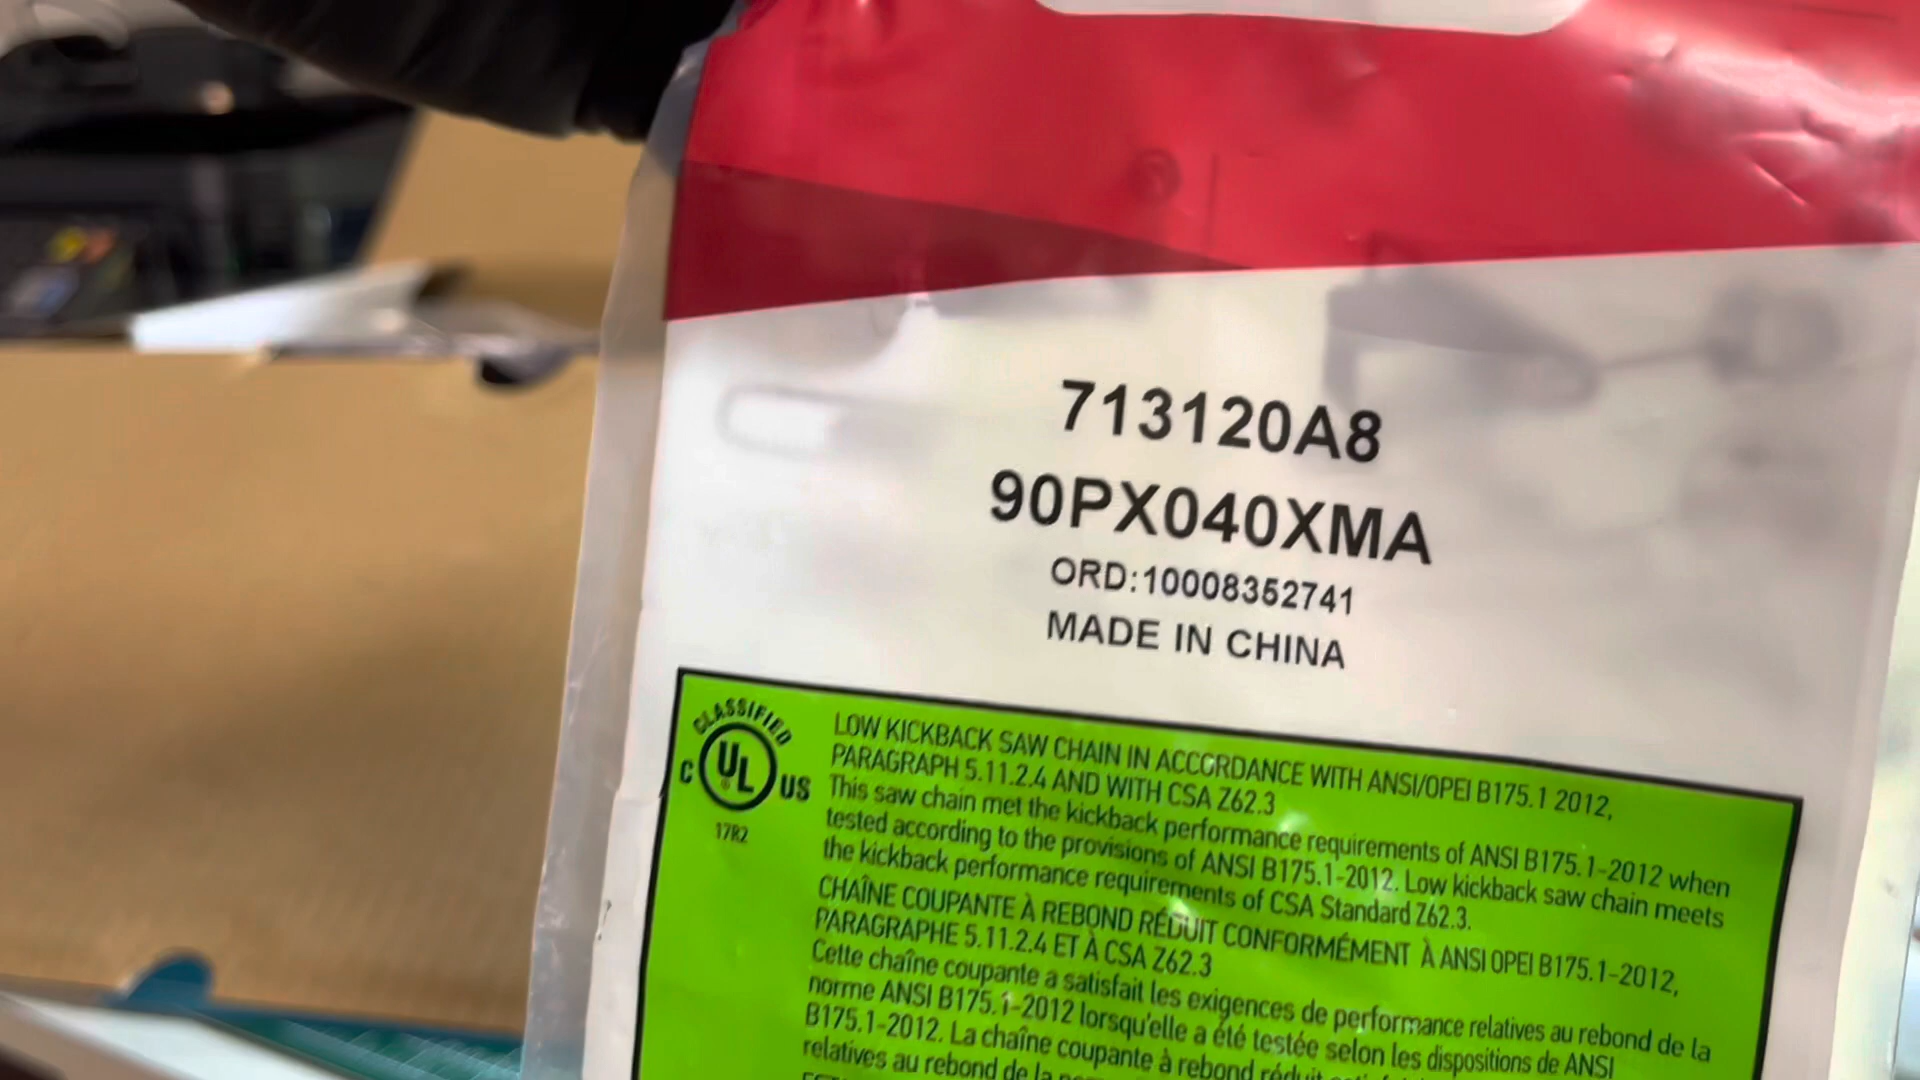 713120A8
90PX040XMA
ORD:10008352741
MADE IN CHINA
CLASSIFIED
C UL US
17R2
LOW KICKBACK SAW CHAIN IN ACCORDANCE WITH ANSI/OPEI B175.1 2012,
PARAGRAPH 5.11.2.4 AND WITH CSA Z62.3
This saw chain met the kickback performance requirements of ANSI B175.1-2012 when
tested according to the provisions of ANSI B175.1-2012. Low kickback saw chain meets
the kickback performance requirements of CSA Standard Z62.3.
CHAÎNE COUPANTE À REBOND RÉDUIT CONFORMÉMENT À ANSI OPEI B175.1-2012,
PARAGRAPHE 5.11.2.4 ET À CSA Z62.3
Cette chaîne coupante a satisfait les exigences de performance relatives au rebond de la
norme ANSI B175.1-2012 lorsqu'elle a été testée selon les dispositions de ANSI
B175.1-2012. La chaîne coupante à rebond réduit
relatives au rebond de la